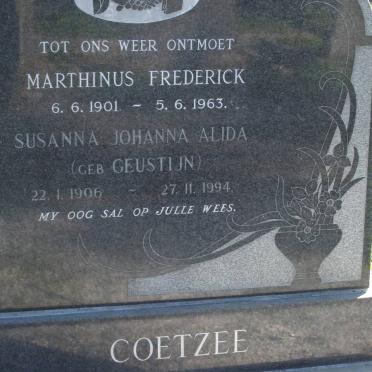 TOT ONS WEER ONTMOET
MARTHINUS FREDERICK
6. 6. 1901 - 5. 6. 1963.
SUSANNA JOHANNA ALIDA
(GEB GEUSTIJN)
22. 1. 1906 - 27. 11. 1994.
MY OOG SAL OP JULLE WEES.
COETZEE